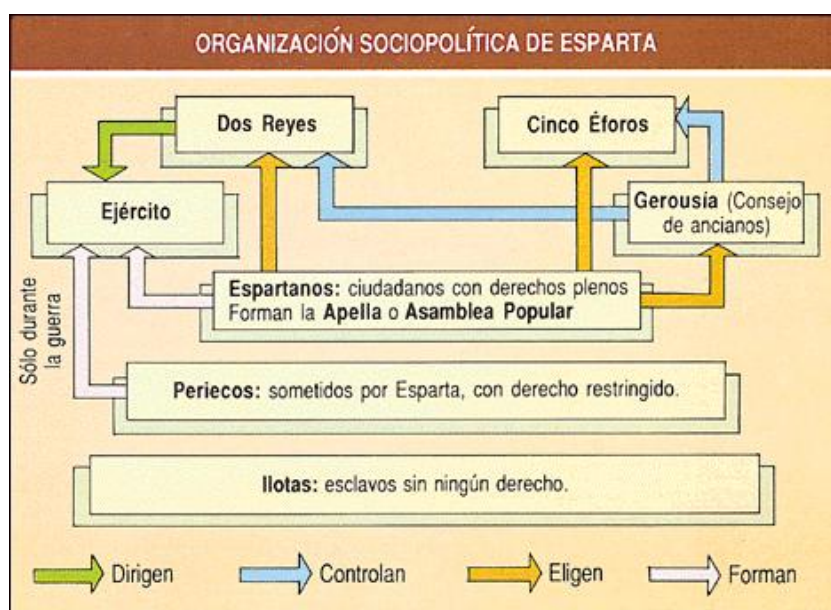 ORGANIZACIÓN SOCIOPOLÍTICA DE ESPARTA
Dos Reyes
Cinco Éforos
Ejército
Gerousía (Consejo
de ancianos)
Espartanos: ciudadanos con derechos plenos
Forman la Apella o Asamblea Popular
Sólo durante
la guerra
Periecos: sometidos por Esparta, con derecho restringido.
Ilotas: esclavos sin ningún derecho.
Dirigen
Controlan
Eligen
Forman